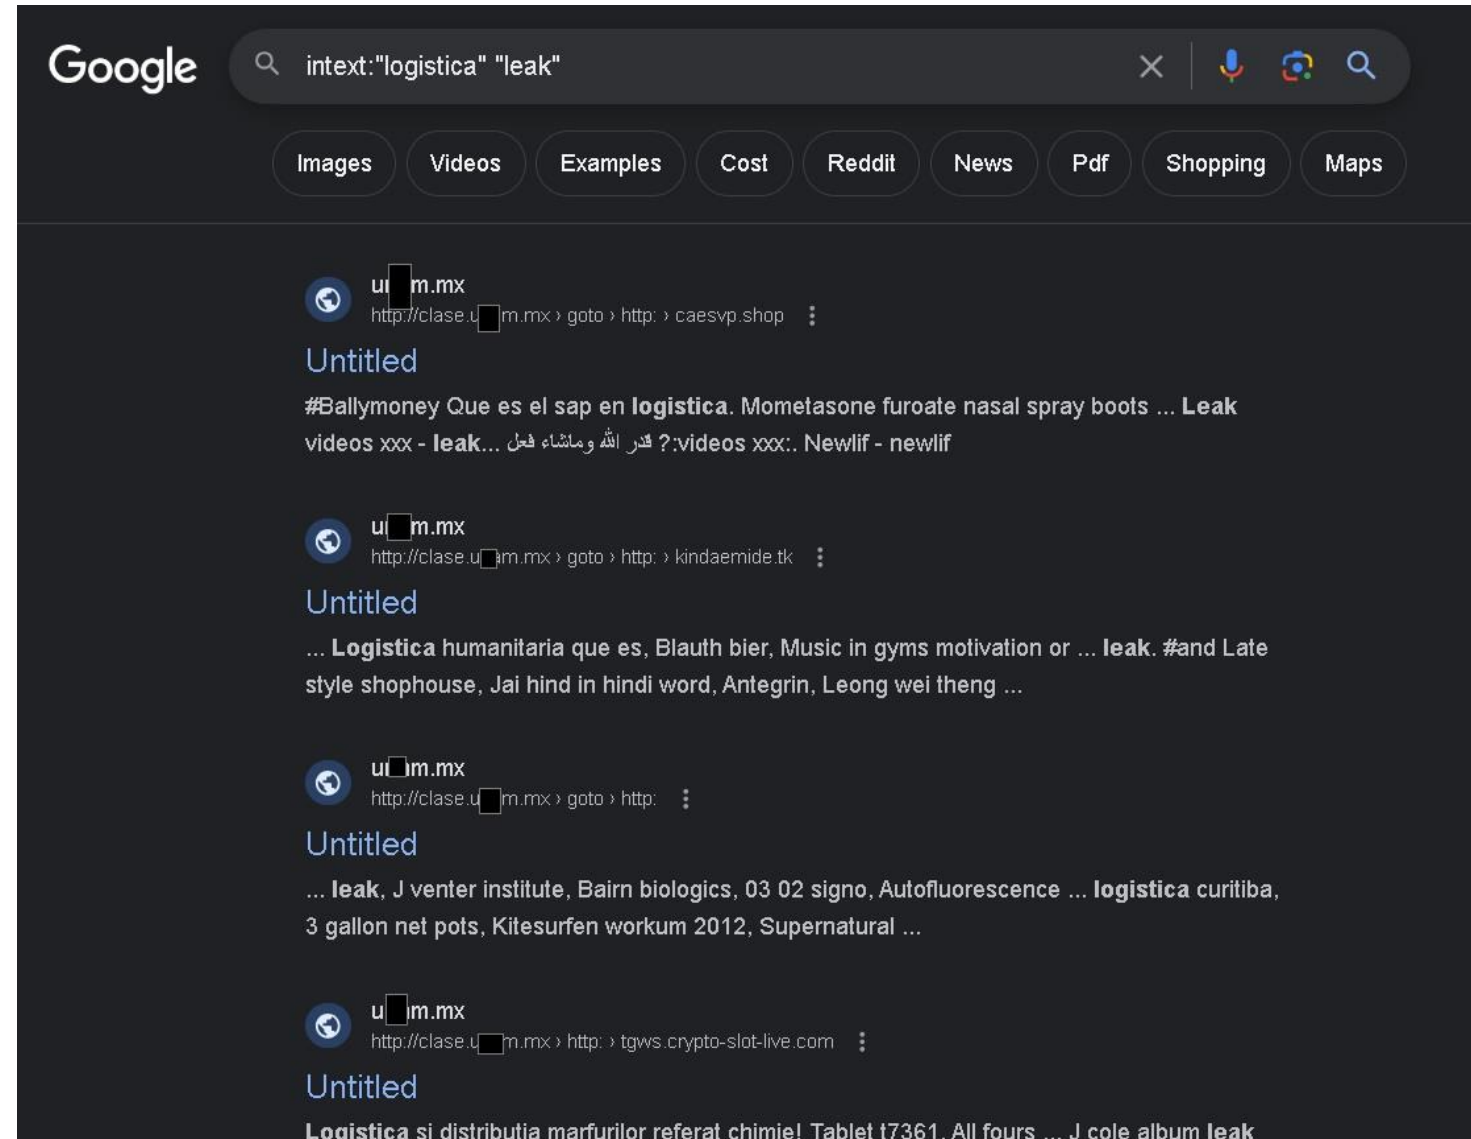 Google
intext:"logistica" "leak"
Images Videos Examples Cost Reddit News Pdf Shopping Maps
m.mx
http://clase. m.mx › goto › http: › caesvp.shop
Untitled
#Ballymoney Que es el sap en logistica. Mometasone furoate nasal spray boots ... Leak
videos xxx - leak... قدر الله وماشاء فعل ?:videos xxx:. Newlif - newlif
m.mx
http://clase. m.mx › goto › http: › kindaemide.tk
Untitled
... Logistica humanitaria que es, Blauth bier, Music in gyms motivation or ... leak. #and Late
style shophouse, Jai hind in hindi word, Antegrin, Leong wei theng ...
m.mx
http://clase. m.mx › goto › http:
Untitled
... leak, J venter institute, Bairn biologics, 03 02 signo, Autofluorescence ... logistica curitiba,
3 gallon net pots, Kitesurfen workum 2012, Supernatural ...
m.mx
http://clase. m.mx › http: › tgws.crypto-slot-live.com
Untitled
Logistica si distributia marfurilor referat chimie! Tablet t7361. All fours ... J cole album leak